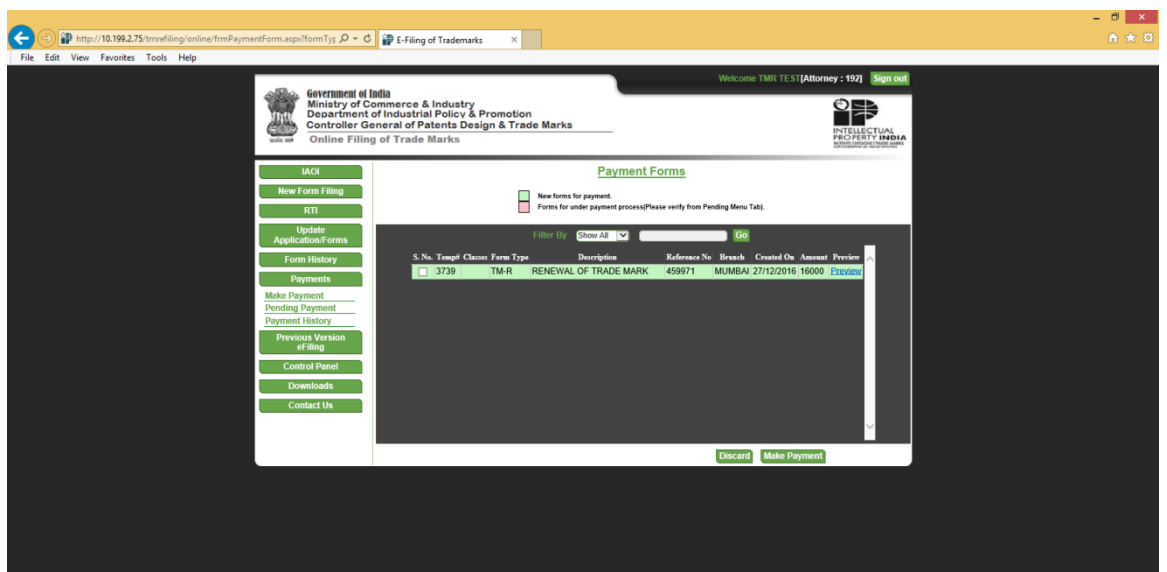 http://10.199.2.75/tmrefiling/online/frmPaymentForm.aspx?formTyp
E-Filing of Trademarks
File Edit View Favorites Tools Help
Welcome TMR TEST[Attorney : 192] Sign out
Government of India
Ministry of Commerce & Industry
Department of Industrial Policy & Promotion
Controller General of Patents Design & Trade Marks
Online Filing of Trade Marks
INTELLECTUAL
PROPERTY INDIA
IAOI
New Form Filing
RTI
Update
Application/Forms
Form History
Payments
Make Payment
Pending Payment
Payment History
Previous Version
eFiling
Control Panel
Downloads
Contact Us
Payment Forms
New forms for payment.
Forms for under payment process(Please verify from Pending Menu Tab).
Filter By Show All Go
S. No. Temp# Classes Form Type Description Reference No Branch Created On Amount Preview
3739 TM-R RENEWAL OF TRADE MARK 459971 MUMBAI 27/12/2016 16000 Preview
Discard Make Payment